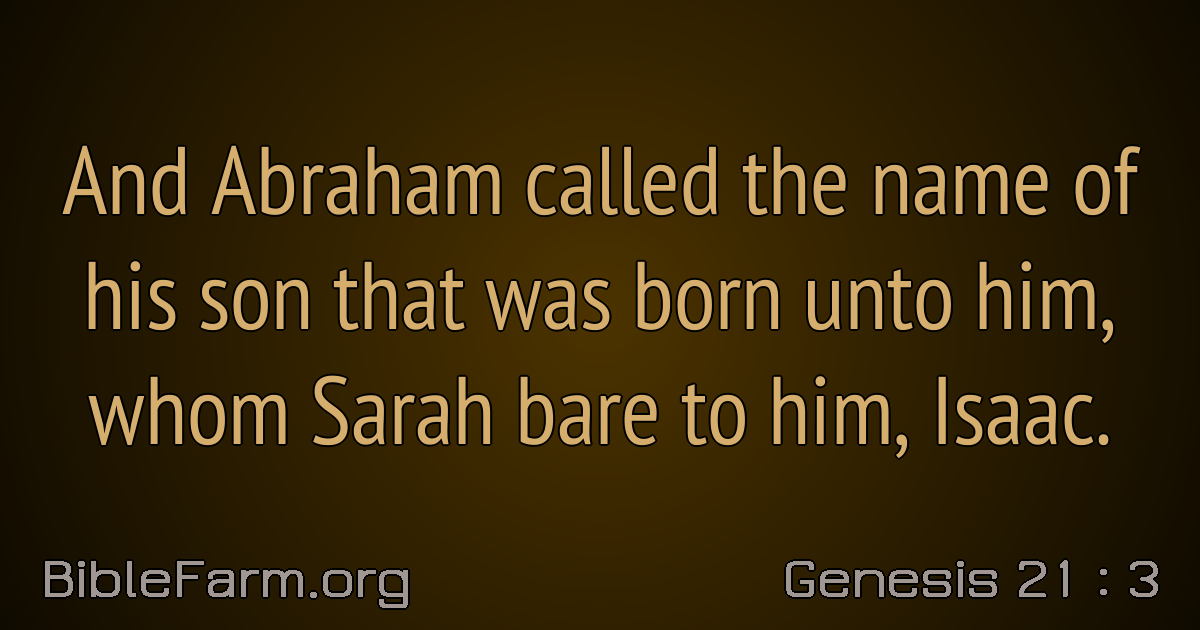 And Abraham called the name of
his son that was born unto him,
whom Sarah bare to him, Isaac.
BibleFarm.org
Genesis 21 : 3